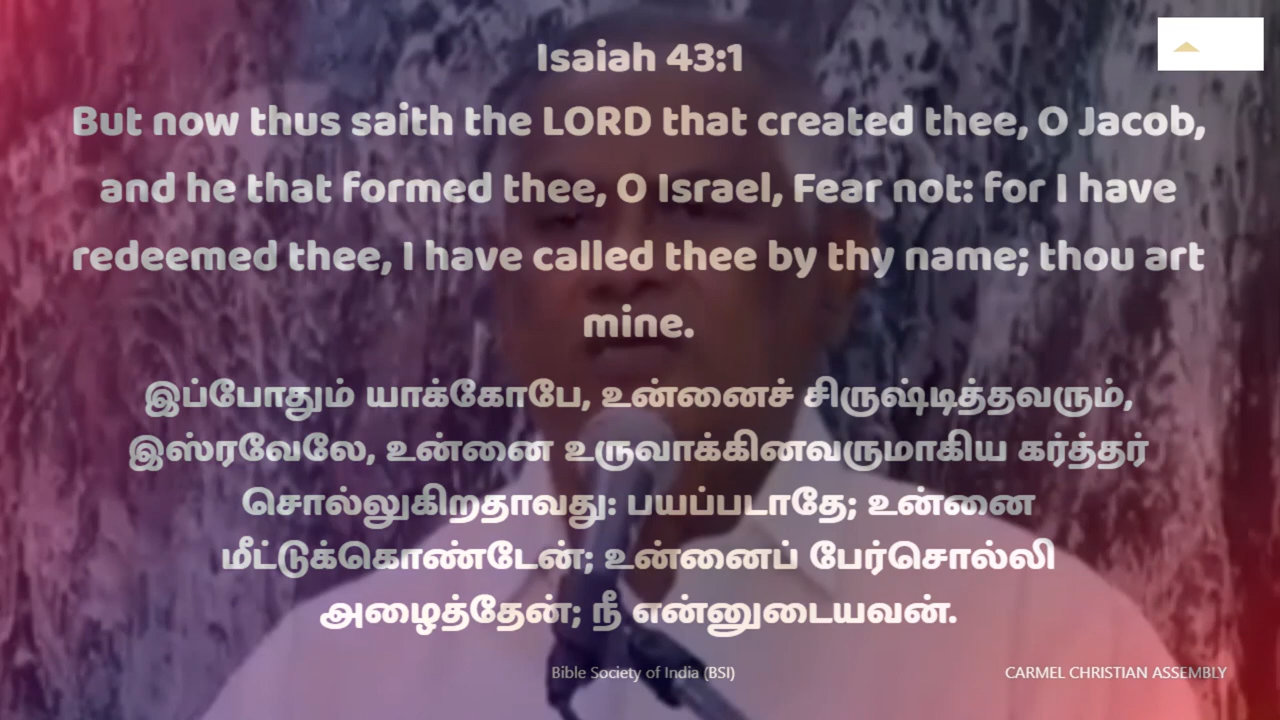 Isaiah 43:1
But now thus saith the LORD that created thee, O Jacob,
and he that formed thee, O Israel, Fear not: for I have
redeemed thee, I have called thee by thy name; thou art
mine.
இப்போதும் யாக்கோபே, உன்னைச் சிருஷ்டித்தவரும்,
இஸ்ரவேலே, உன்னை உருவாக்கினவருமாகிய கர்த்தர்
சொல்லுகிறதாவது: பயப்படாதே; உன்னை
மீட்டுக்கொண்டேன்; உன்னைப் பேர்சொல்லி
அழைத்தேன்; நீ என்னுடையவன்.
Bible Society of India (BSI)
CARMEL CHRISTIAN ASSEMBLY